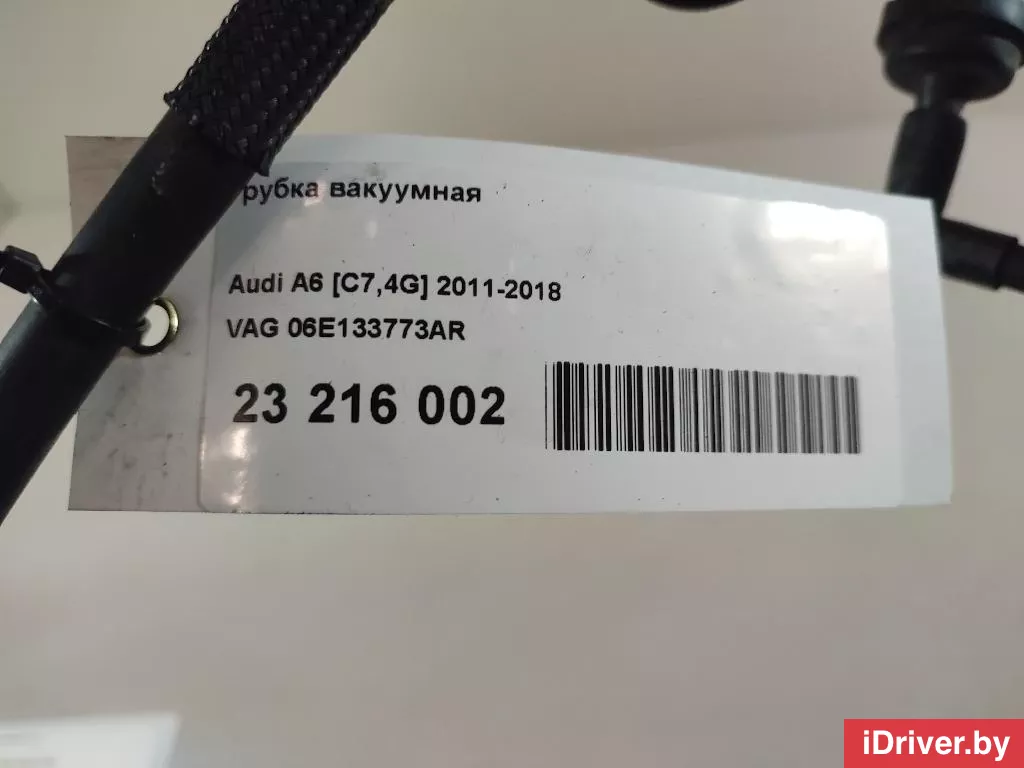 рубка вакуумная
Audi A6 [C7,4G] 2011-2018
VAG 06E133773AR
23 216 002
iDriver.by